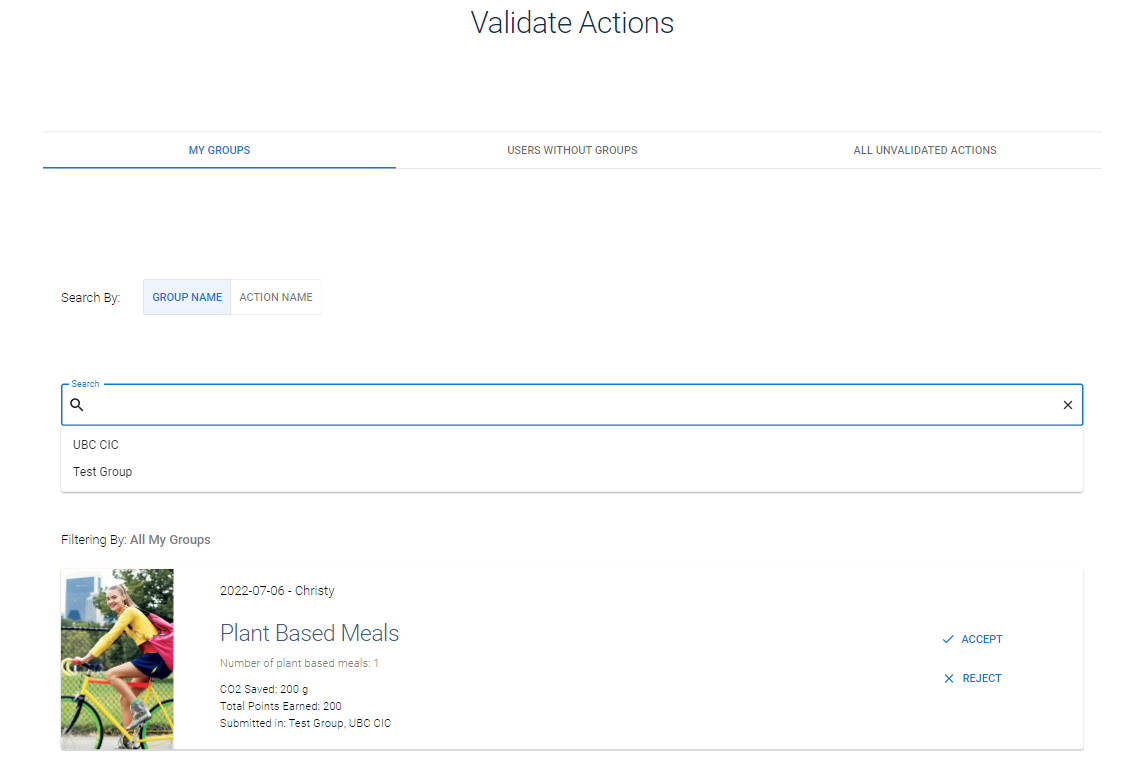 Validate Actions
MY GROUPS
USERS WITHOUT GROUPS
ALL UNVALIDATED ACTIONS
Search By:
GROUP NAME
ACTION NAME
Search
UBC CIC
Test Group
Filtering By: All My Groups
2022-07-06 - Christy
Plant Based Meals
Number of plant based meals: 1
CO2 Saved: 200 g
Total Points Earned: 200
Submitted in: Test Group, UBC CIC
ACCEPT
REJECT